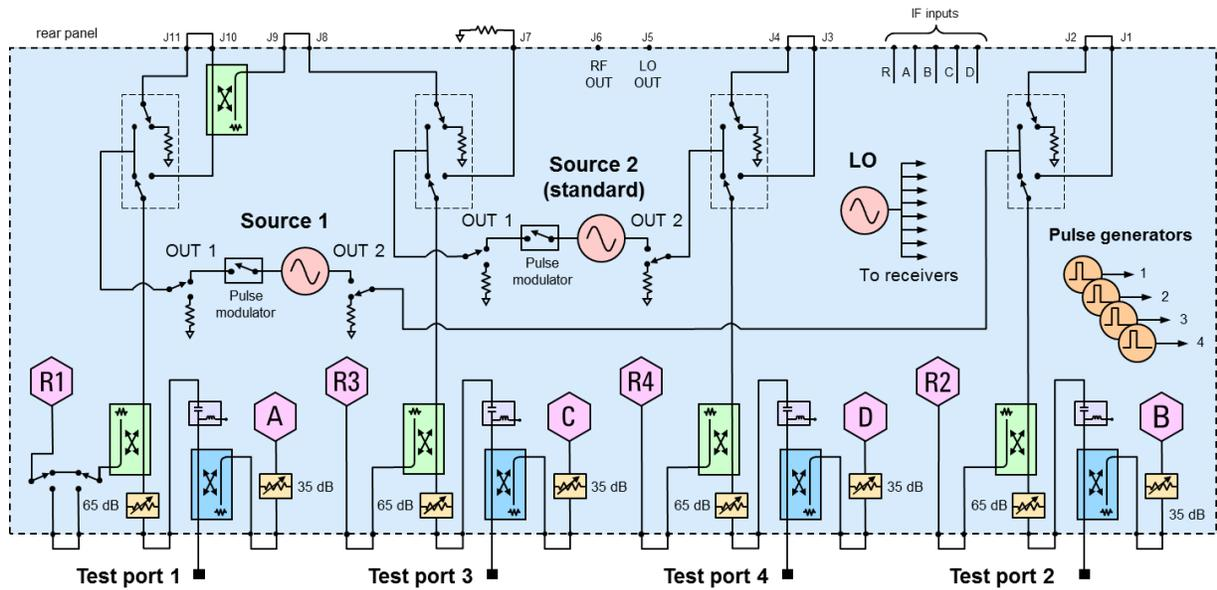 IF inputs
rear panel
J11 J10 J9 J8 J7 J6 J5 J4 J3 J2 J1
RF
OUT
LO
OUT
R A B C D
Source 2
(standard)
LO
Source 1
OUT 1
OUT 2
Pulse
modulator
OUT 1
OUT 2
Pulse
modulator
To receivers
Pulse generators
1
2
3
4
R1
A
R3
C
R4
D
R2
B
65 dB
35 dB
65 dB
35 dB
65 dB
35 dB
65 dB
35 dB
Test port 1
Test port 3
Test port 4
Test port 2